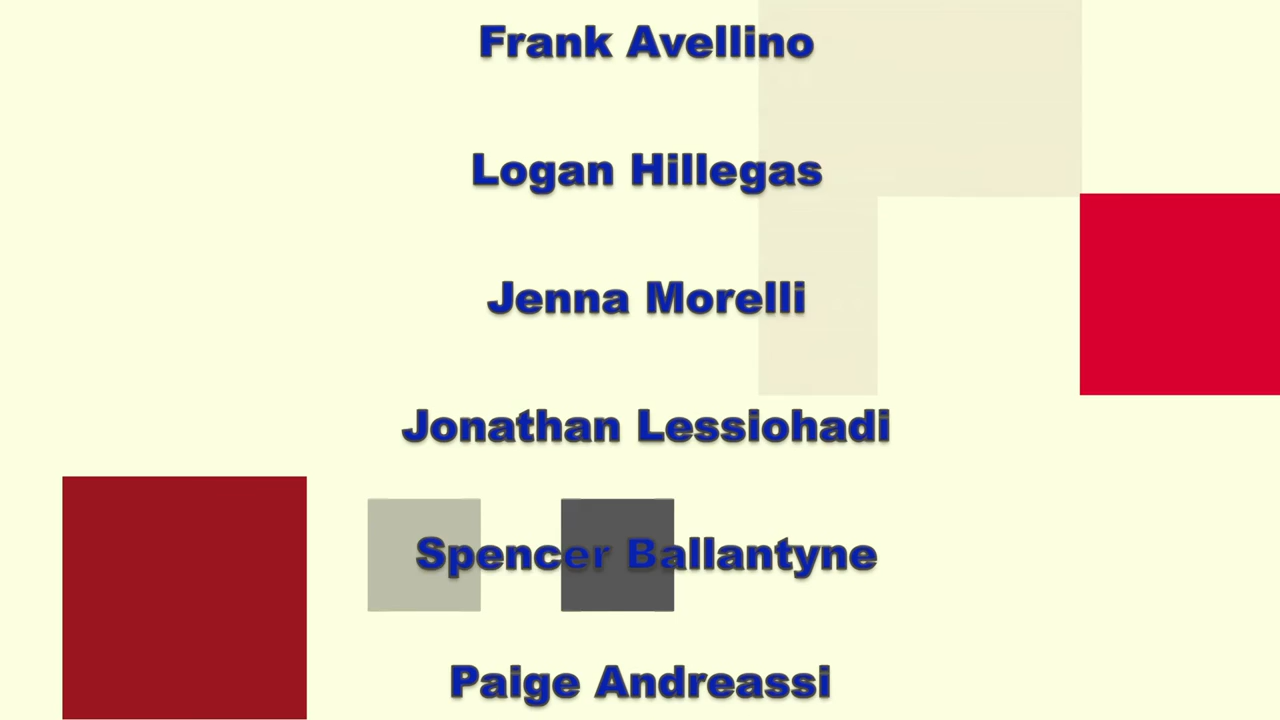 Frank Avellino
Logan Hillegas
Jenna Morelli
Jonathan Lessiohadi
Spencer Ballantyne
Paige Andreassi